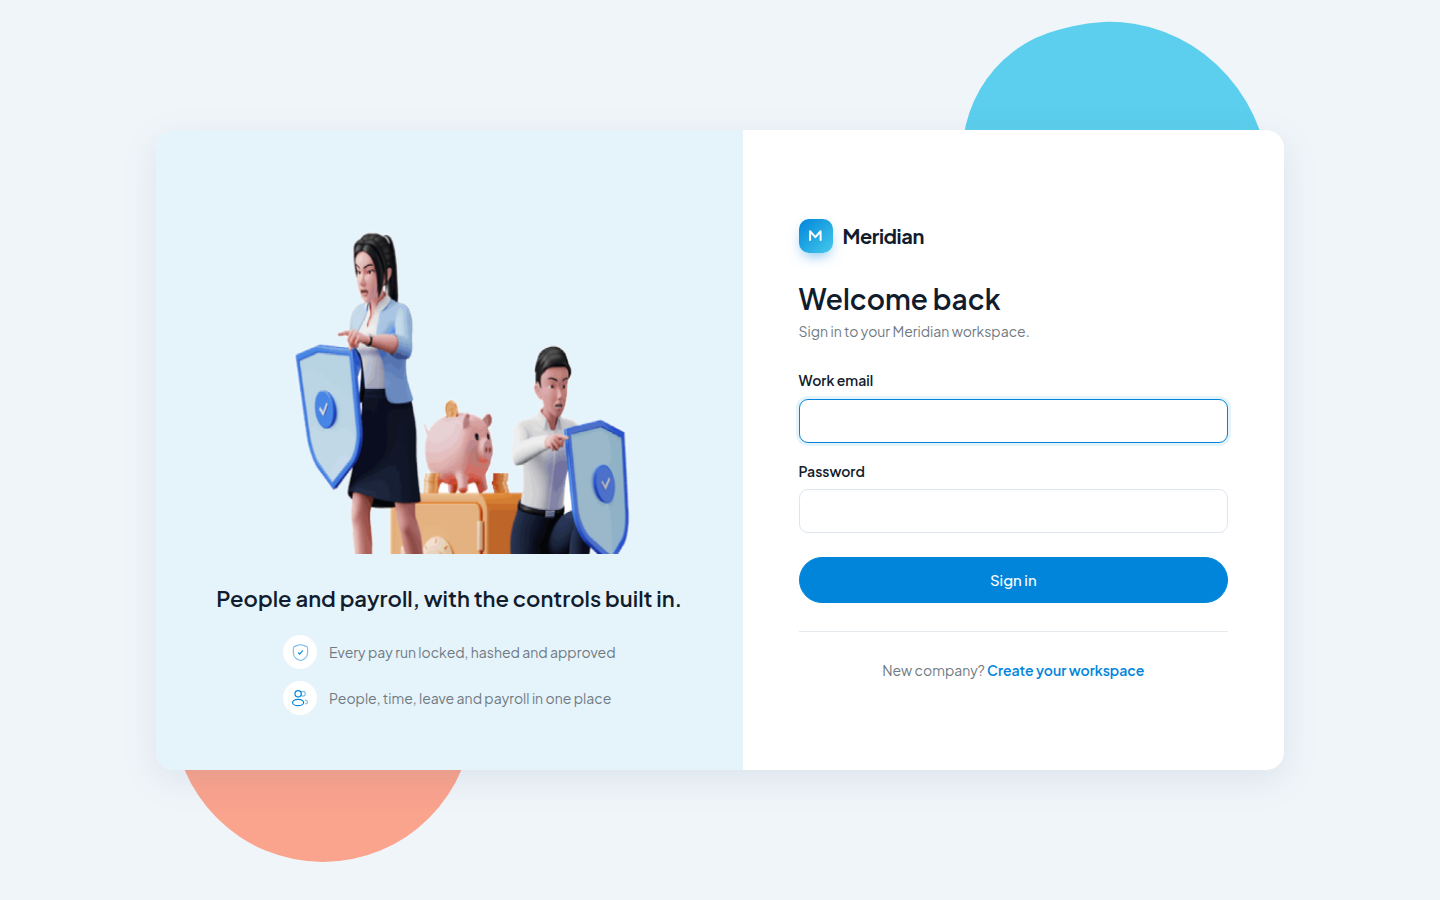 Meridian
Welcome back
Sign in to your Meridian workspace.
Work email
Password
Sign in
New company? Create your workspace
People and payroll, with the controls built in.
Every pay run locked, hashed and approved
People, time, leave and payroll in one place